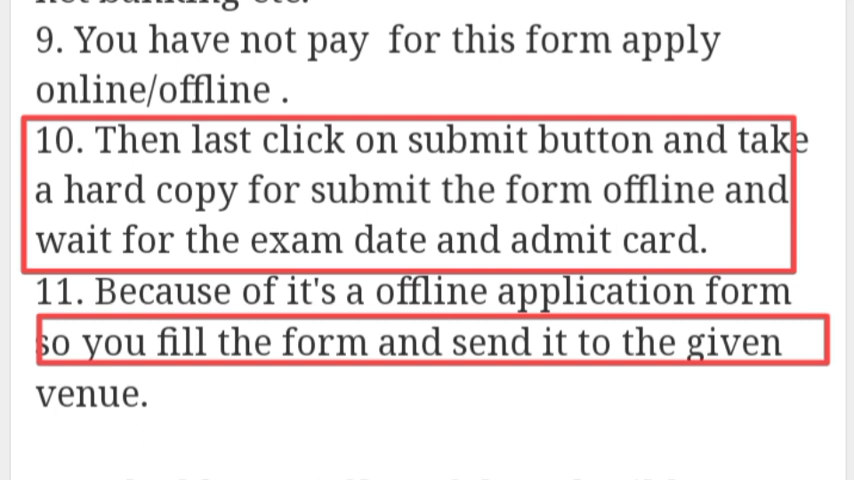 9. You have not pay for this form apply
online/offline .
10. Then last click on submit button and take
a hard copy for submit the form offline and
wait for the exam date and admit card.
11. Because of it's a offline application form
so you fill the form and send it to the given
venue.